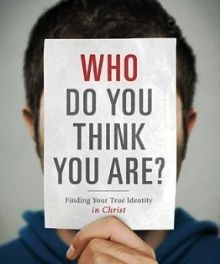 WHO
DO YOU
THINK
YOU ARE?
Finding Your True Identity
in Christ